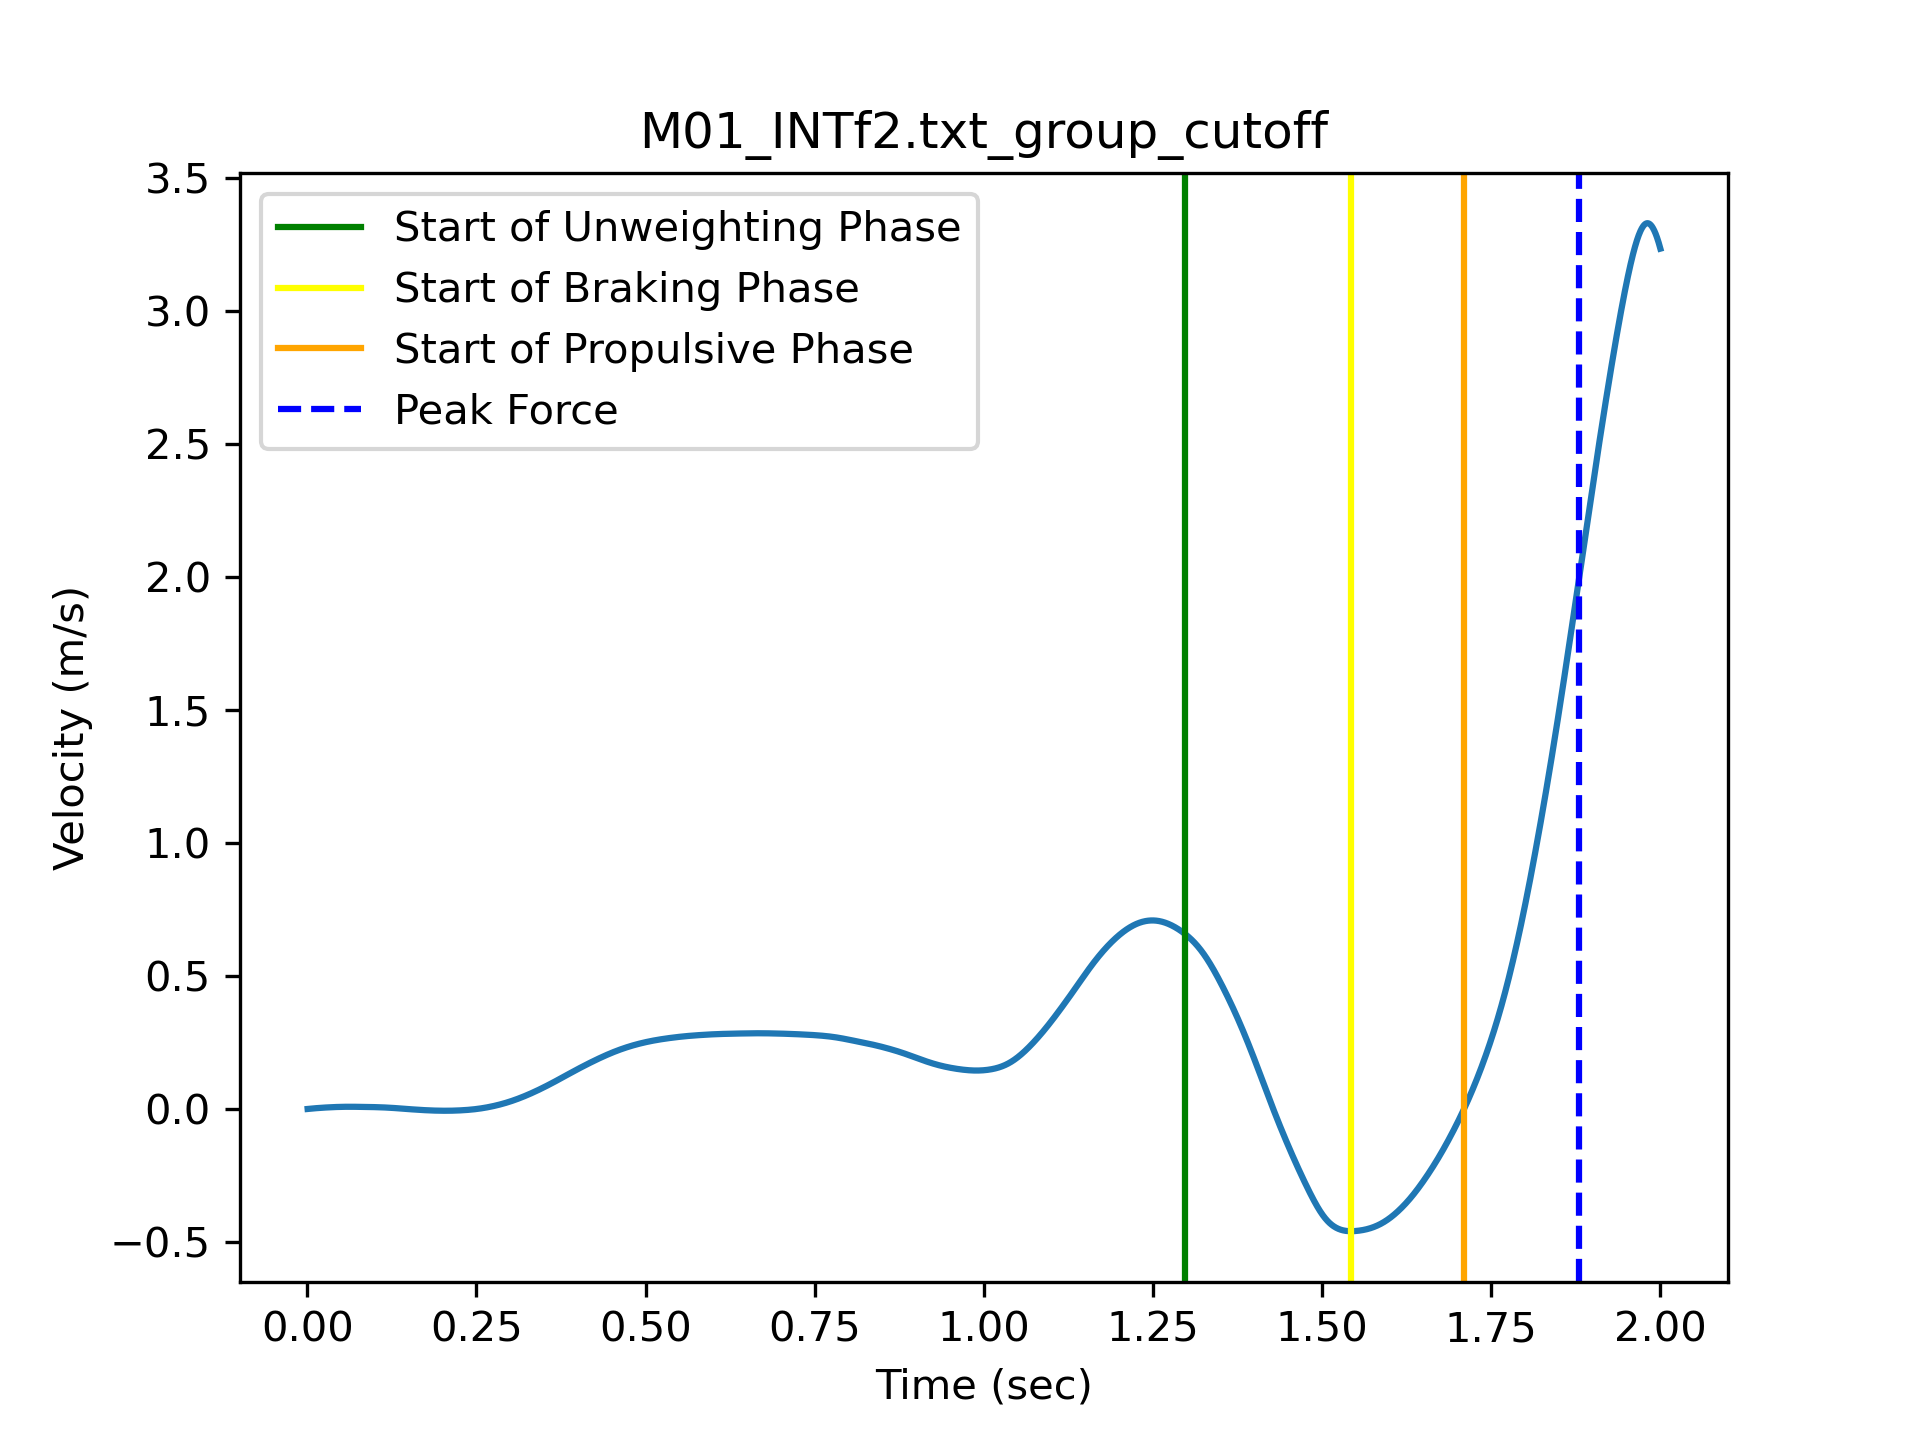 M01_INTf2.txt_group_cutoff
3.5
3.0
2.5
2.0
1.5
1.0
0.5
0.0
−0.5
Velocity (m/s)
Start of Unweighting Phase
Start of Braking Phase
Start of Propulsive Phase
Peak Force
0.00 0.25 0.50 0.75 1.00 1.25 1.50 1.75 2.00
Time (sec)